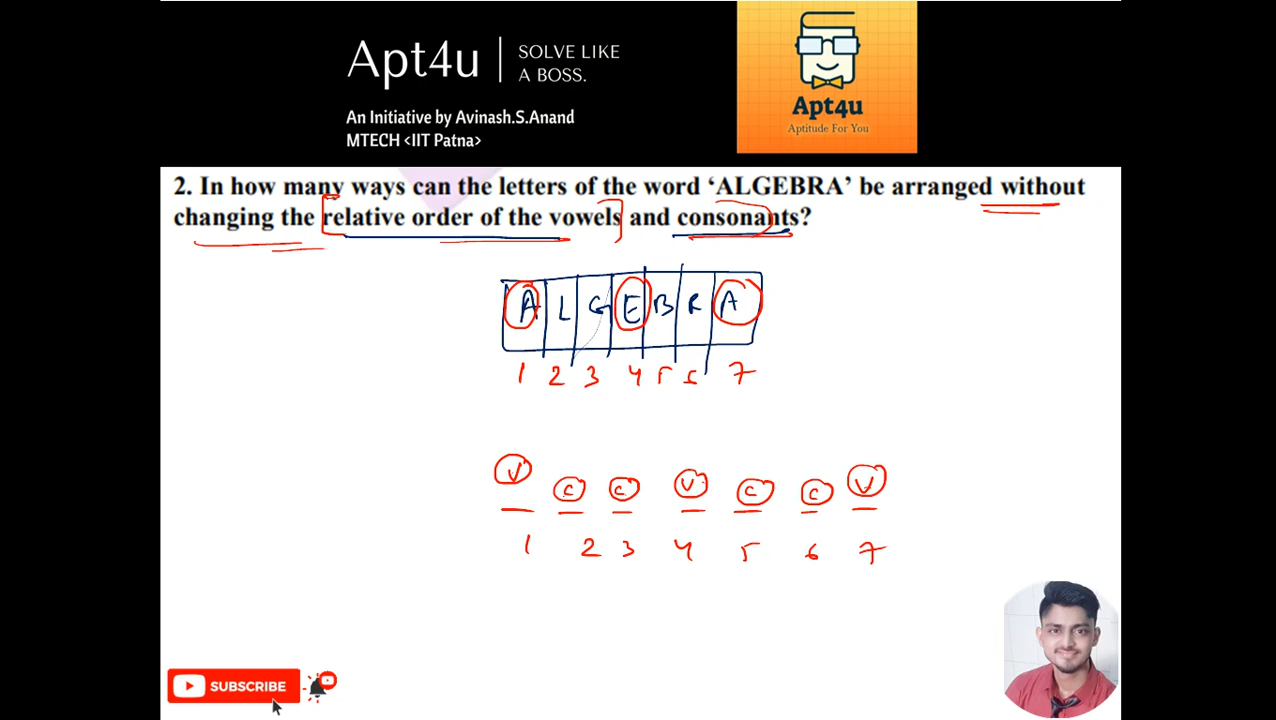 Apt4u
SOLVE LIKE
A BOSS.
An Initiative by Avinash.S.Anand
MTECH <IIT Patna>
Apt4u
Aptitude For You
2. In how many ways can the letters of the word ‘ALGEBRA’ be arranged without
changing the relative order of the vowels and consonants?
A L G E B R A
1 2 3 4 5 6 7
V C C V C C V
1 2 3 4 5 6 7
SUBSCRIBE